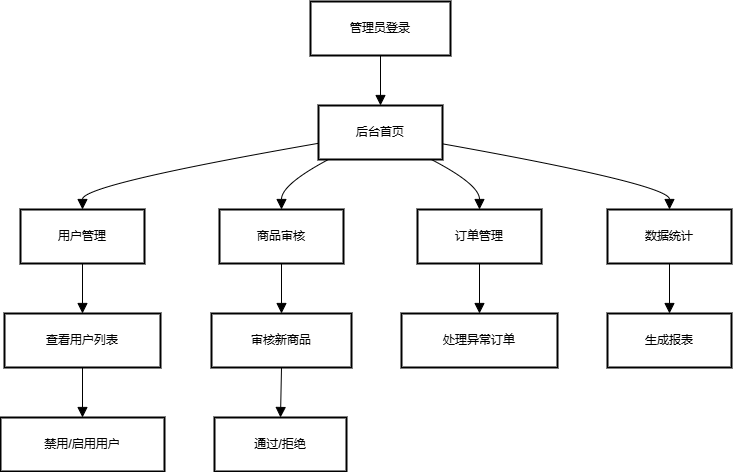 管理员登录
后台首页
用户管理
商品审核
订单管理
数据统计
查看用户列表
审核新商品
处理异常订单
生成报表
禁用/启用用户
通过/拒绝